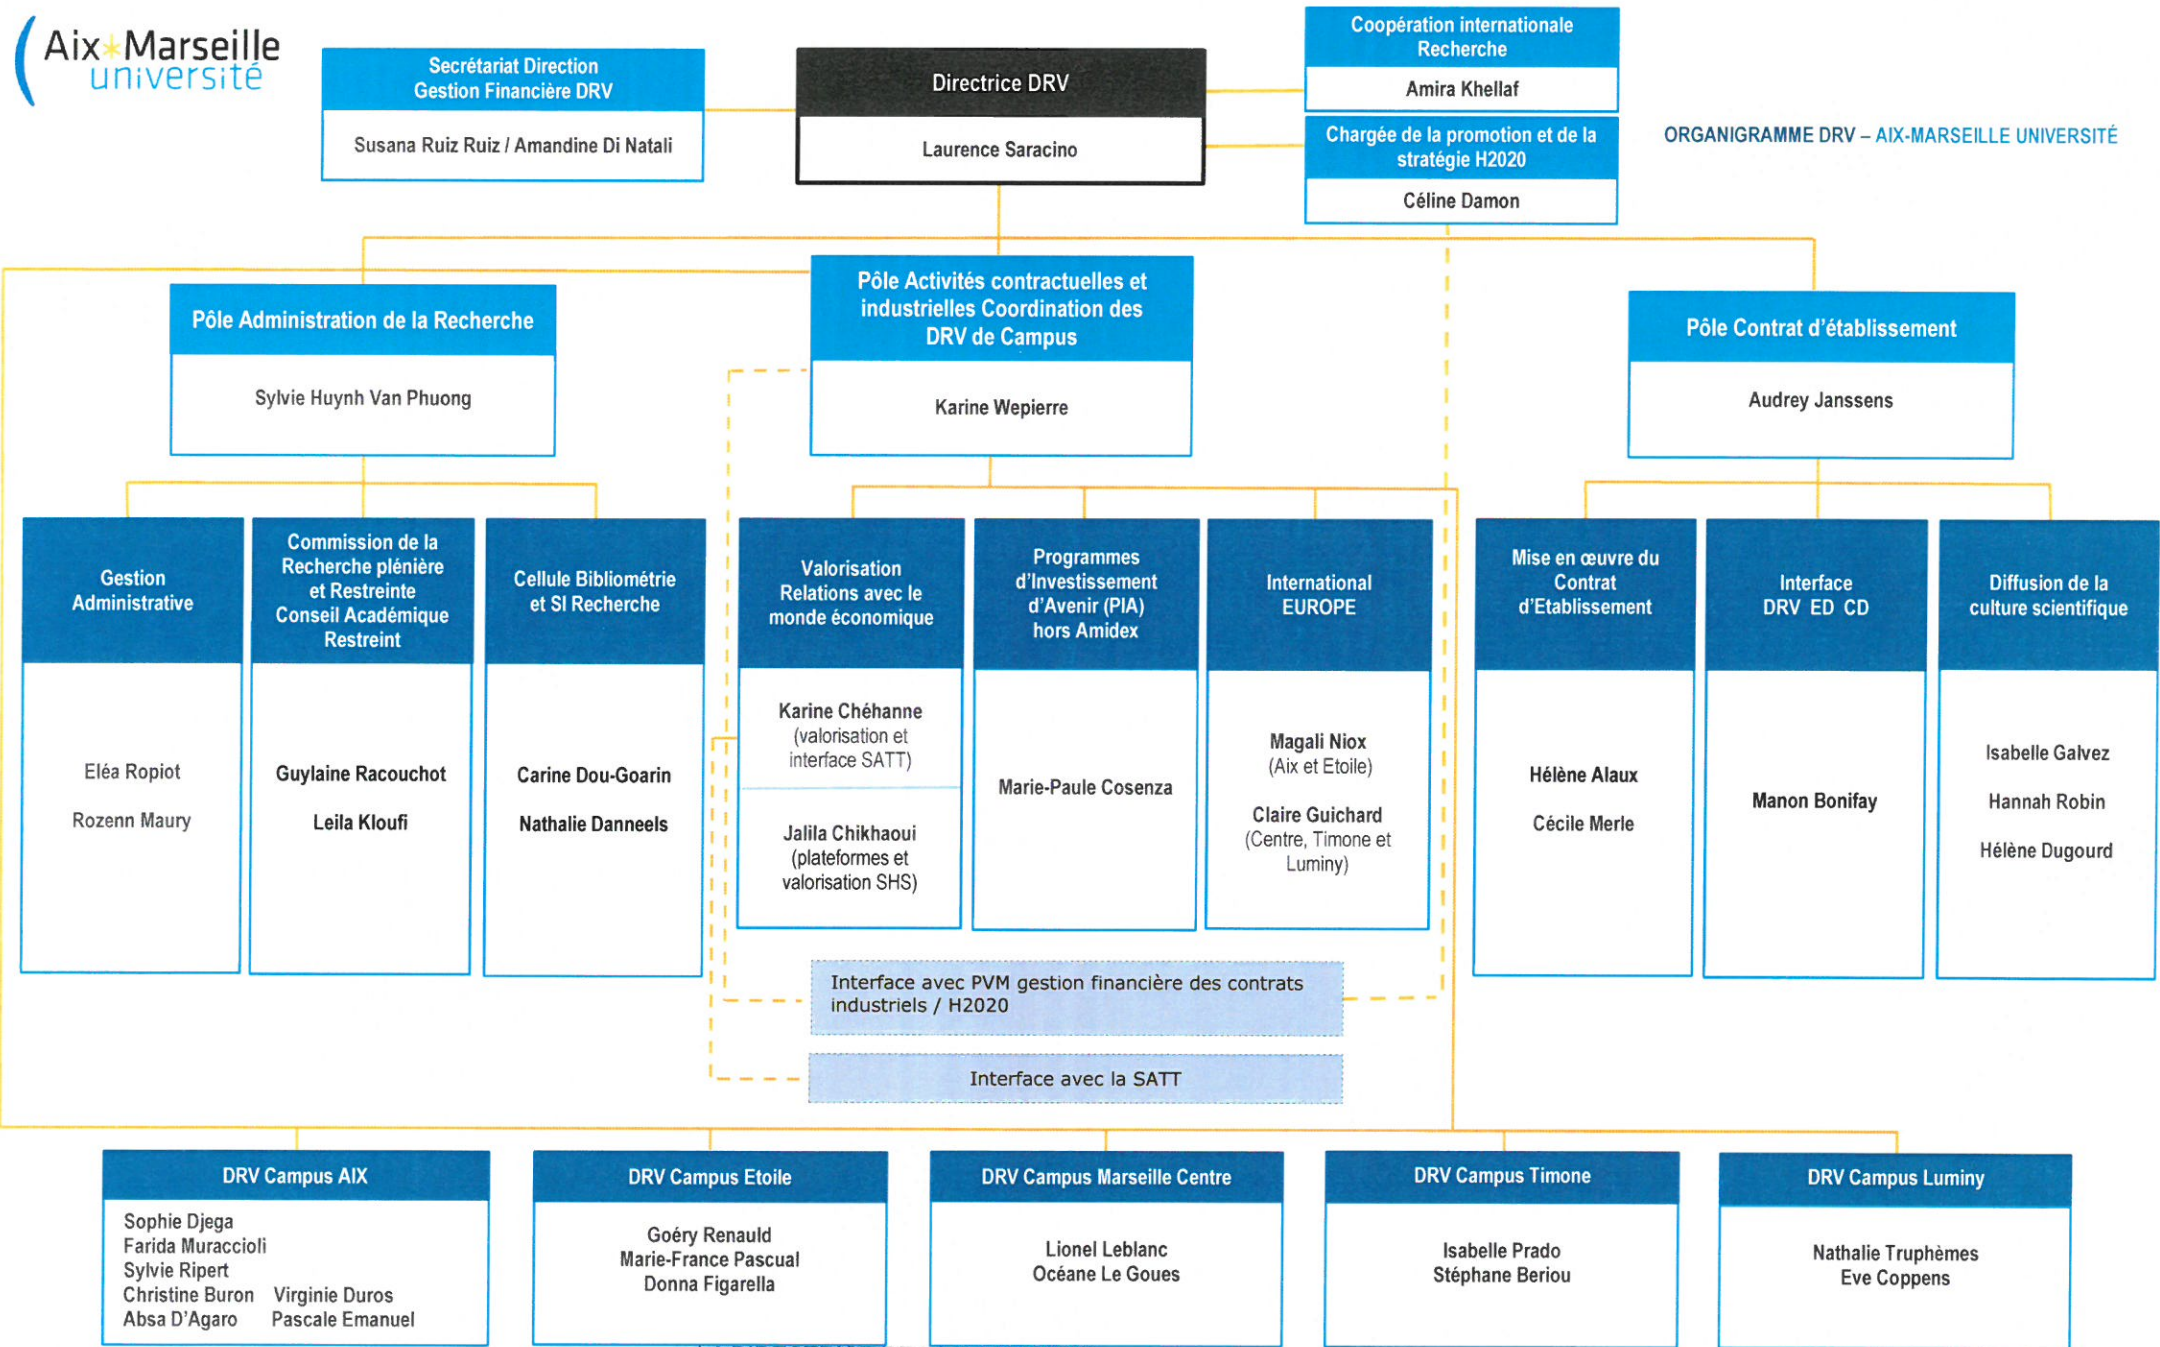 Aix*Marseille
université
Secrétariat Direction
Gestion Financière DRV
Susana Ruiz Ruiz / Amandine Di Natali
Directrice DRV
Laurence Saracino
Coopération internationale
Recherche
Amira Khellaf
Chargée de la promotion et de la
stratégie H2020
Céline Damon
ORGANIGRAMME DRV – AIX-MARSEILLE UNIVERSITÉ
Pôle Administration de la Recherche
Sylvie Huynh Van Phuong
Pôle Activités contractuelles et
industrielles Coordination des
DRV de Campus
Karine Wepierre
Pôle Contrat d'établissement
Audrey Janssens
Gestion
Administrative
Eléa Ropiot
Rozenn Maury
Commission de la
Recherche plénière
et Restreinte
Conseil Académique
Restreint
Guylaine Racouchot
Leila Kloufi
Cellule Bibliométrie
et SI Recherche
Carine Dou-Goarin
Nathalie Danneels
Valorisation
Relations avec le
monde économique
Karine Chéhanne
(valorisation et
interface SATT)
Jalila Chikhaoui
(plateformes et
valorisation SHS)
Programmes
d'Investissement
d'Avenir (PIA)
hors Amidex
Marie-Paule Cosenza
International
EUROPE
Magali Niox
(Aix et Etoile)
Claire Guichard
(Centre, Timone et
Luminy)
Mise en œuvre du
Contrat
d'Etablissement
Hélène Alaux
Cécile Merle
Interface
DRV ED CD
Manon Bonifay
Diffusion de la
culture scientifique
Isabelle Galvez
Hannah Robin
Hélène Dugourd
Interface avec PVM gestion financière des contrats
industriels / H2020
Interface avec la SATT
DRV Campus AIX
Sophie Djega
Farida Muraccioli
Sylvie Ripert
Christine Buron Virginie Duros
Absa D'Agaro Pascale Emanuel
DRV Campus Etoile
Goéry Renauld
Marie-France Pascual
Donna Figarella
DRV Campus Marseille Centre
Lionel Leblanc
Océane Le Goues
DRV Campus Timone
Isabelle Prado
Stéphane Beriou
DRV Campus Luminy
Nathalie Truphèmes
Eve Coppens